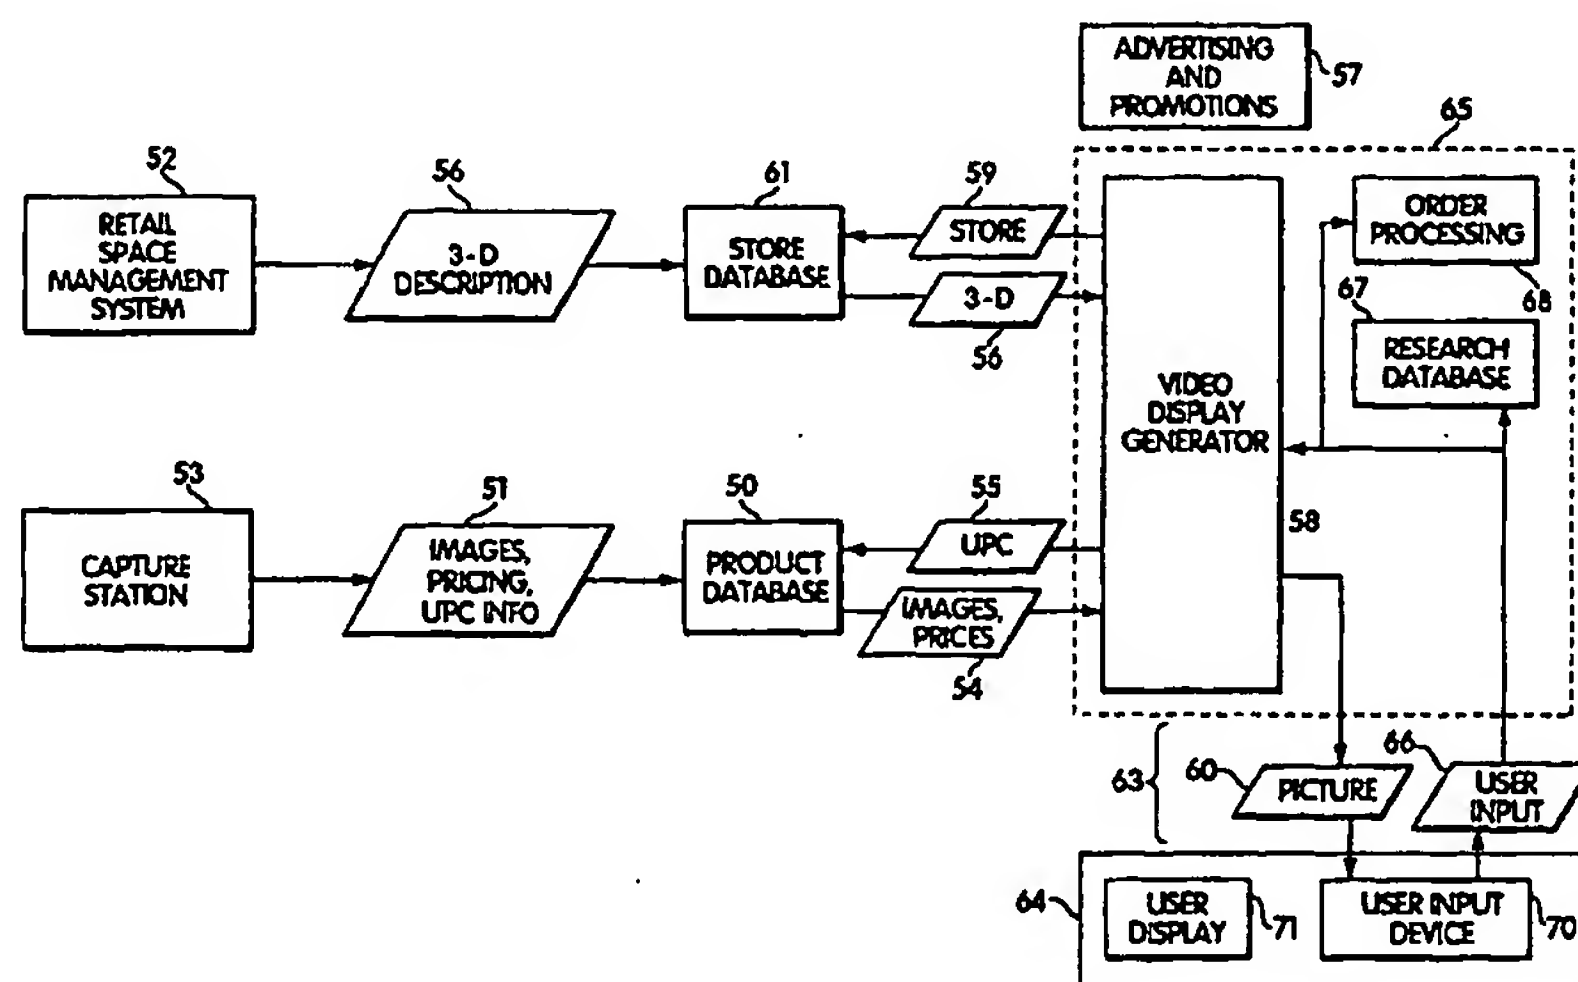 ADVERTISING
AND
PROMOTIONS
57
65
52
RETAIL
SPACE
MANAGEMENT
SYSTEM
56
3-D
DESCRIPTION
61
STORE
DATABASE
59
STORE
3-D
56
VIDEO
DISPLAY
GENERATOR
58
ORDER
PROCESSING
68
67
RESEARCH
DATABASE
53
CAPTURE
STATION
51
IMAGES,
PRICING,
UPC INFO
50
PRODUCT
DATABASE
55
UPC
IMAGES,
PRICES
54
63
60
PICTURE
66
USER
INPUT
64
USER
DISPLAY
71
USER INPUT
DEVICE
70